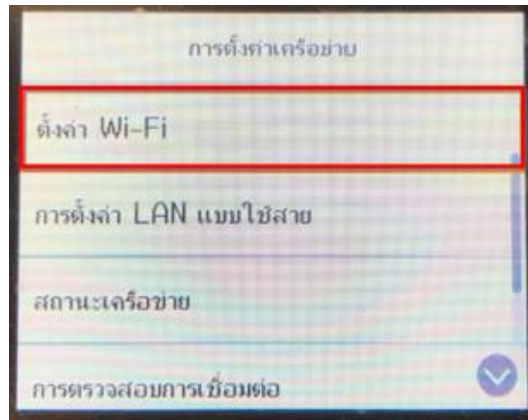 การตั้งค่าเครือข่าย
ตั้งค่า Wi-Fi
การตั้งค่า LAN แบบใช้สาย
สถานะเครือข่าย
การตรวจสอบการเชื่อมต่อ